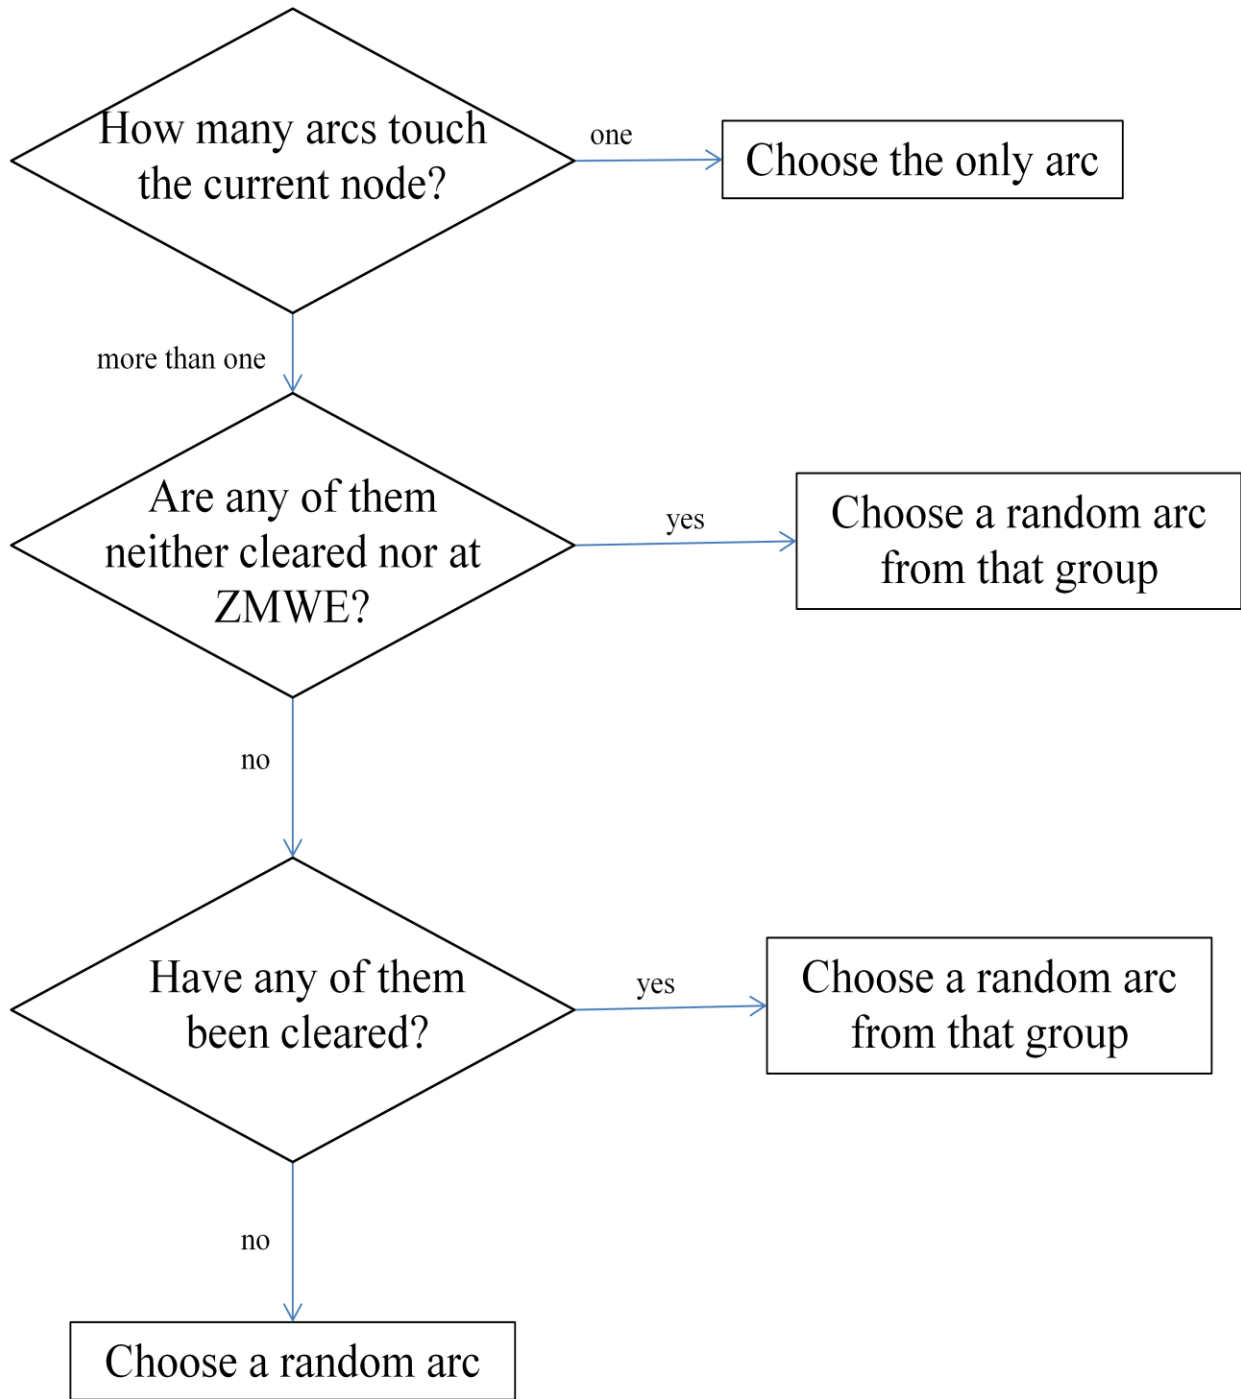 How many arcs touch
the current node?
one
Choose the only arc
more than one
Are any of them
neither cleared nor at
ZMWE?
yes
Choose a random arc
from that group
no
Have any of them
been cleared?
yes
Choose a random arc
from that group
no
Choose a random arc